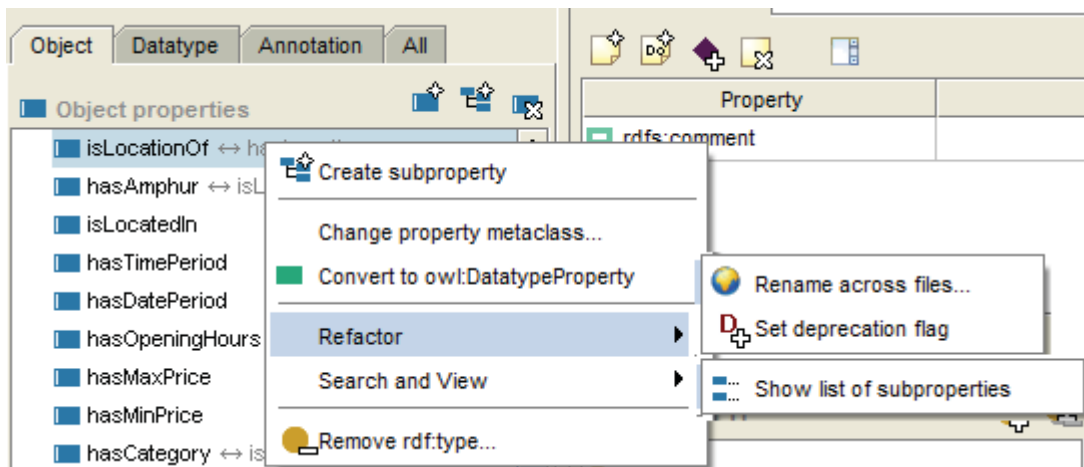 Object Datatype Annotation All
Object properties
Property
isLocationOf ↔
rdfs:comment
hasAmphur ↔ isL
isLocatedIn
hasTimePeriod
hasDatePeriod
hasOpeningHours
hasMaxPrice
hasMinPrice
hasCategory ↔ is
Create subproperty
Change property metaclass...
Convert to owl:DatatypeProperty
Refactor
Search and View
Remove rdf:type...
Rename across files...
Set deprecation flag
Show list of subproperties